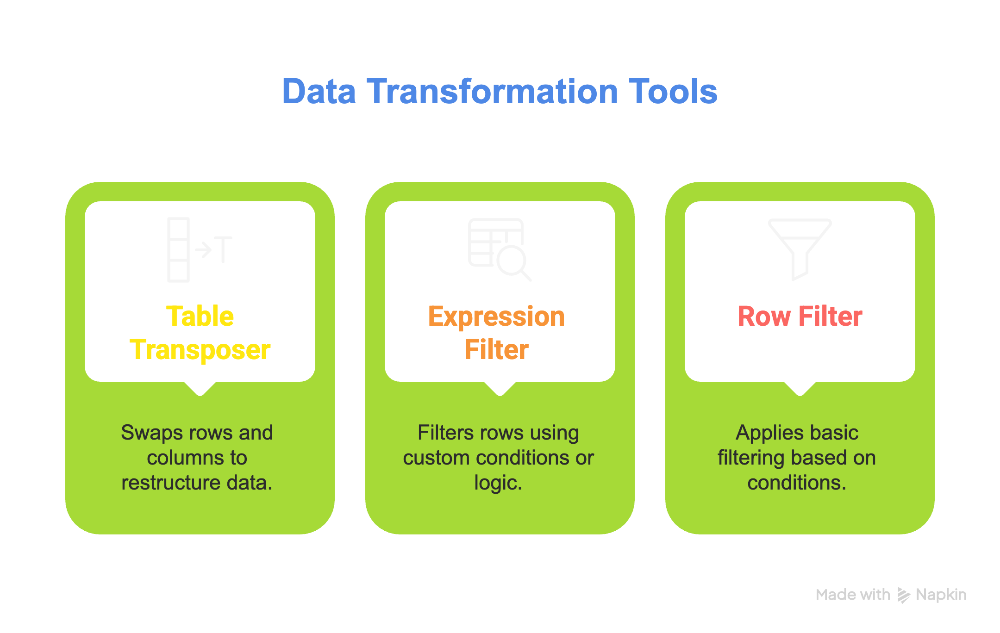 Data Transformation Tools
Table
Transposer
Swaps rows and
columns to
restructure data.
Expression
Filter
Filters rows using
custom conditions or
logic.
Row Filter
Applies basic
filtering based on
conditions.
Made with Napkin